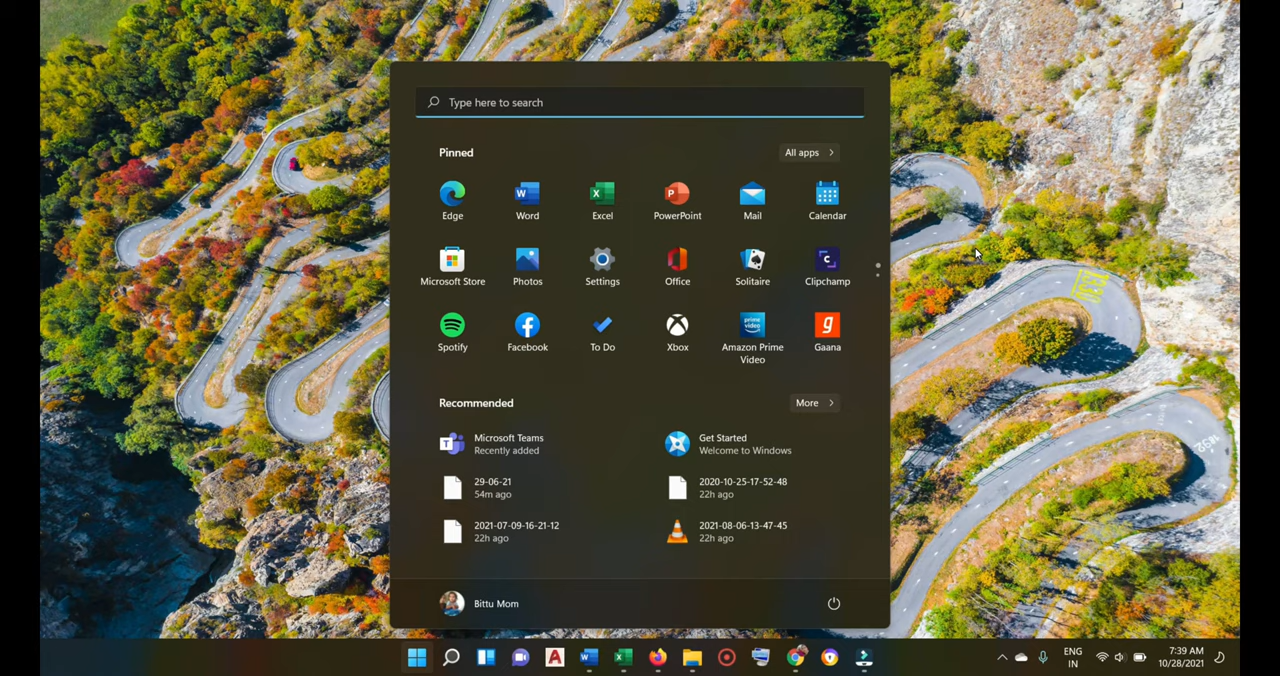 Type here to search
Pinned
All apps
Edge
Word
Excel
PowerPoint
Mail
Calendar
Microsoft Store
Photos
Settings
Office
Solitaire
Clipchamp
Spotify
Facebook
To Do
Xbox
prime video
Amazon Prime
Video
Gaana
Recommended
More
Microsoft Teams
Recently added
Get Started
Welcome to Windows
29-06-21
54m ago
2020-10-25-17-52-48
22h ago
2021-07-09-16-21-12
22h ago
2021-08-06-13-47-45
22h ago
Bittu Mom
ENG
IN
7:39 AM
10/28/2021